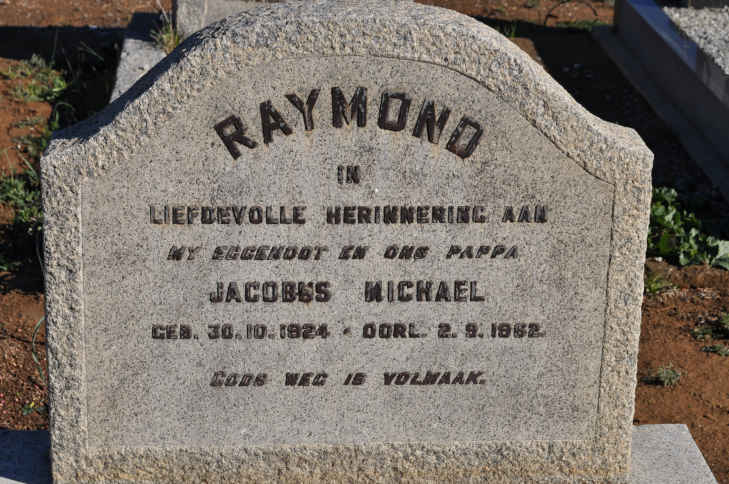 RAYMOND
IN
LIEFDEVOLLE HERINNERING AAN
MY EGGENOOT EN ONS PAPPA
JACOBUS MICHAEL
GEB. 30.10.1924 - OORL. 2.9.1962.
GODS WEG IS VOLMAAK.